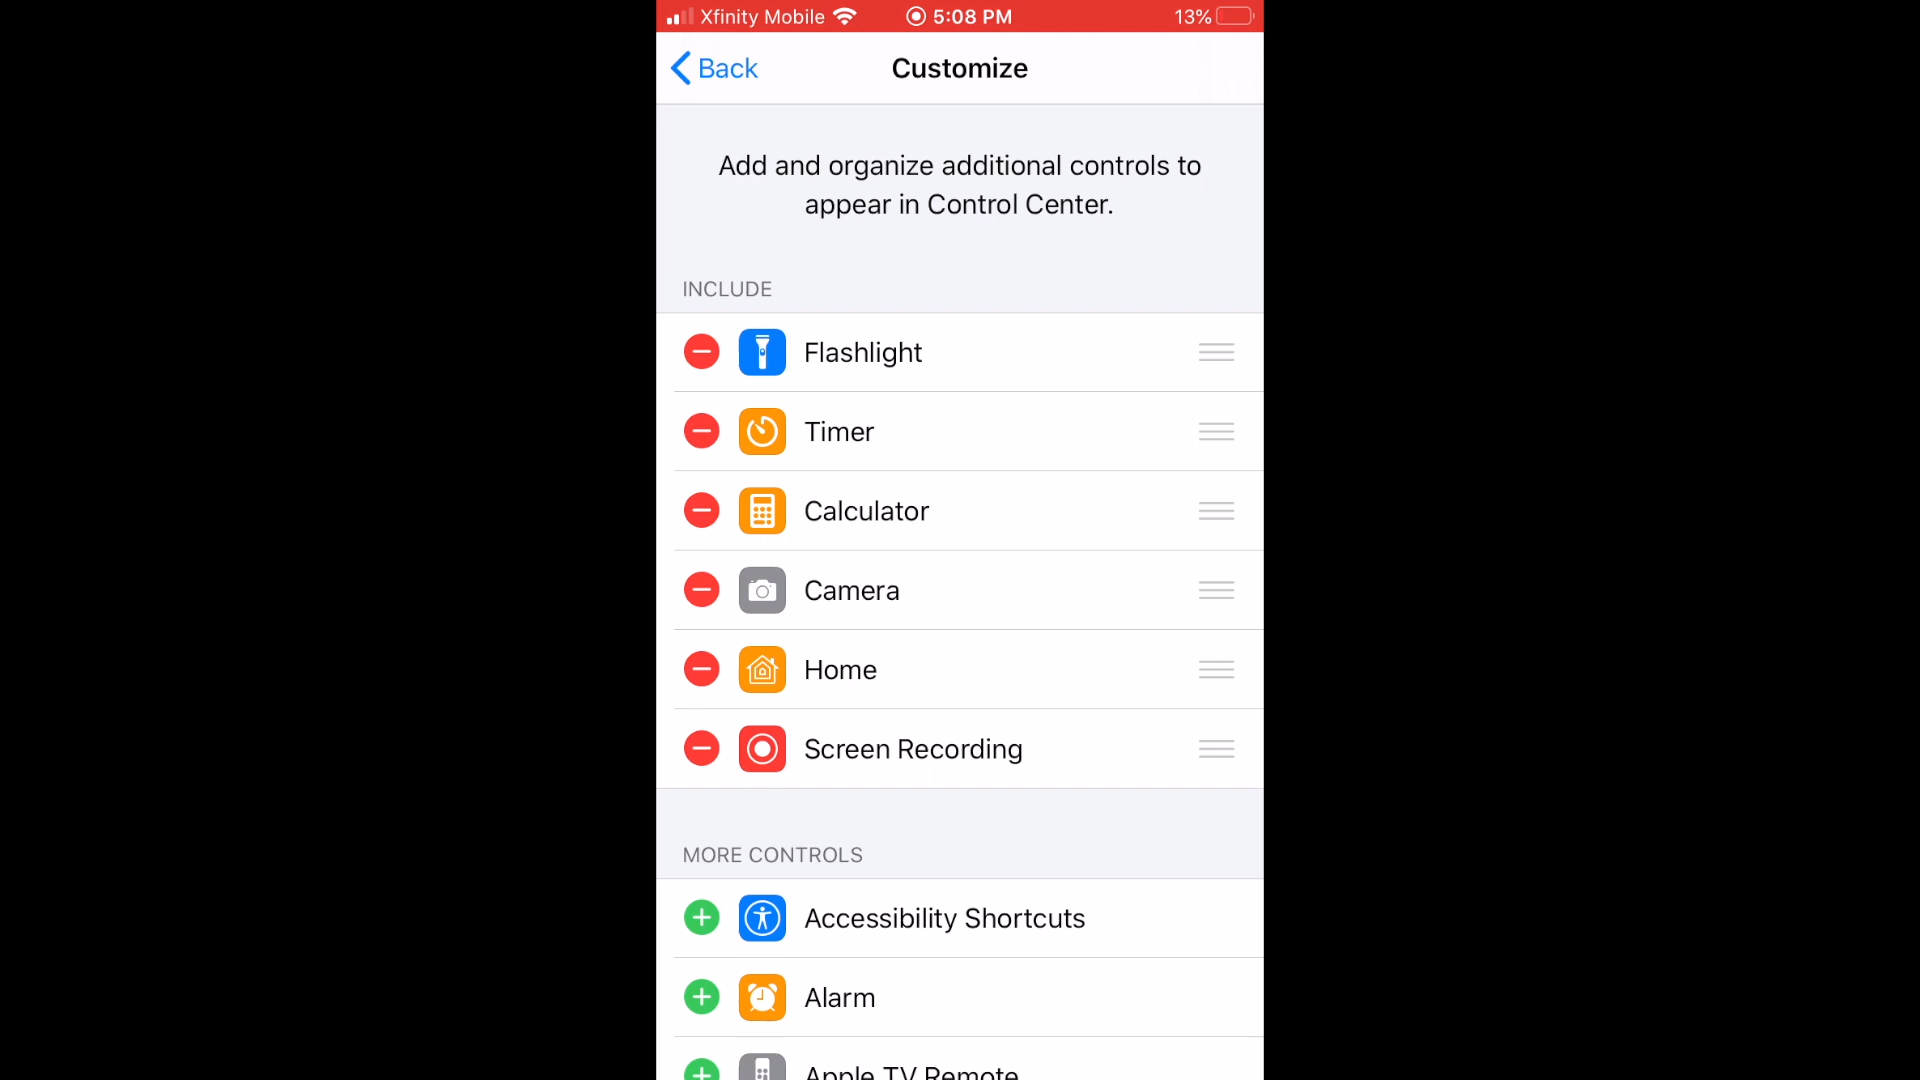 Xfinity Mobile 5:08 PM 13%
Back Customize
Add and organize additional controls to
appear in Control Center.
INCLUDE
Flashlight
Timer
Calculator
Camera
Home
Screen Recording
MORE CONTROLS
Accessibility Shortcuts
Alarm
Apple TV Remote